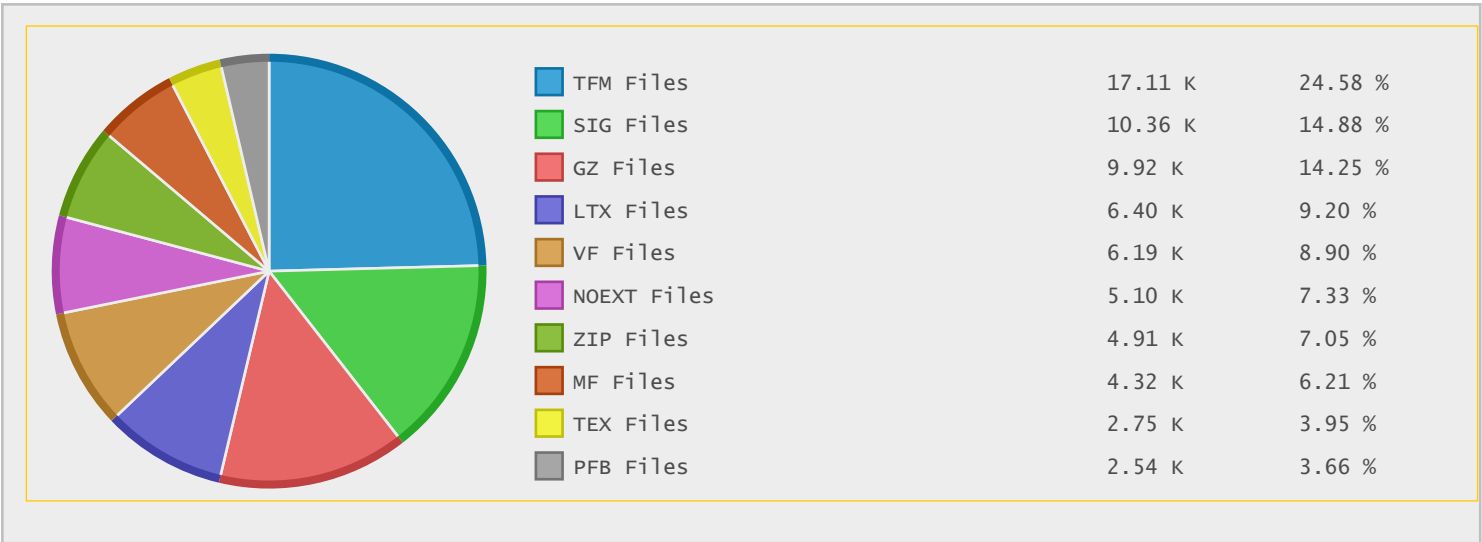 TFM Files 17.11 K 24.58 %
SIG Files 10.36 K 14.88 %
GZ Files 9.92 K 14.25 %
LTX Files 6.40 K 9.20 %
VF Files 6.19 K 8.90 %
NOEXT Files 5.10 K 7.33 %
ZIP Files 4.91 K 7.05 %
MF Files 4.32 K 6.21 %
TEX Files 2.75 K 3.95 %
PFB Files 2.54 K 3.66 %